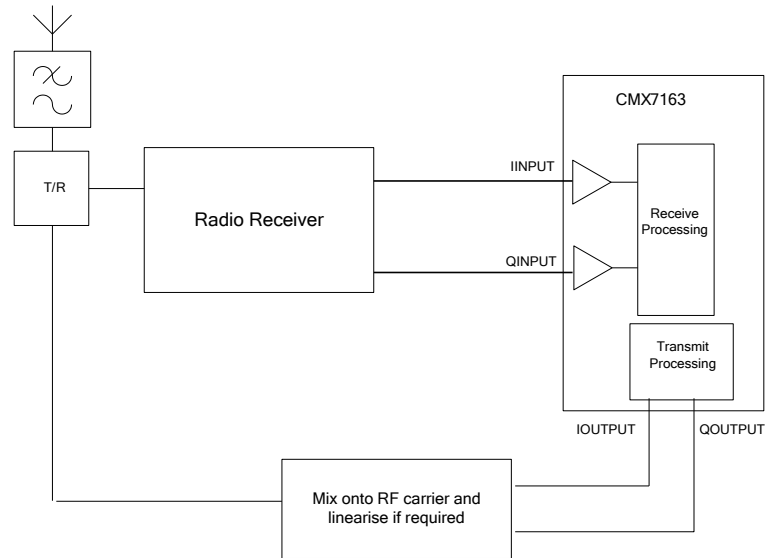 CMX7163
T/R
Radio Receiver
IINPUT
QINPUT
Receive
Processing
Transmit
Processing
IOUTPUT
QOUTPUT
Mix onto RF carrier and
linearise if required